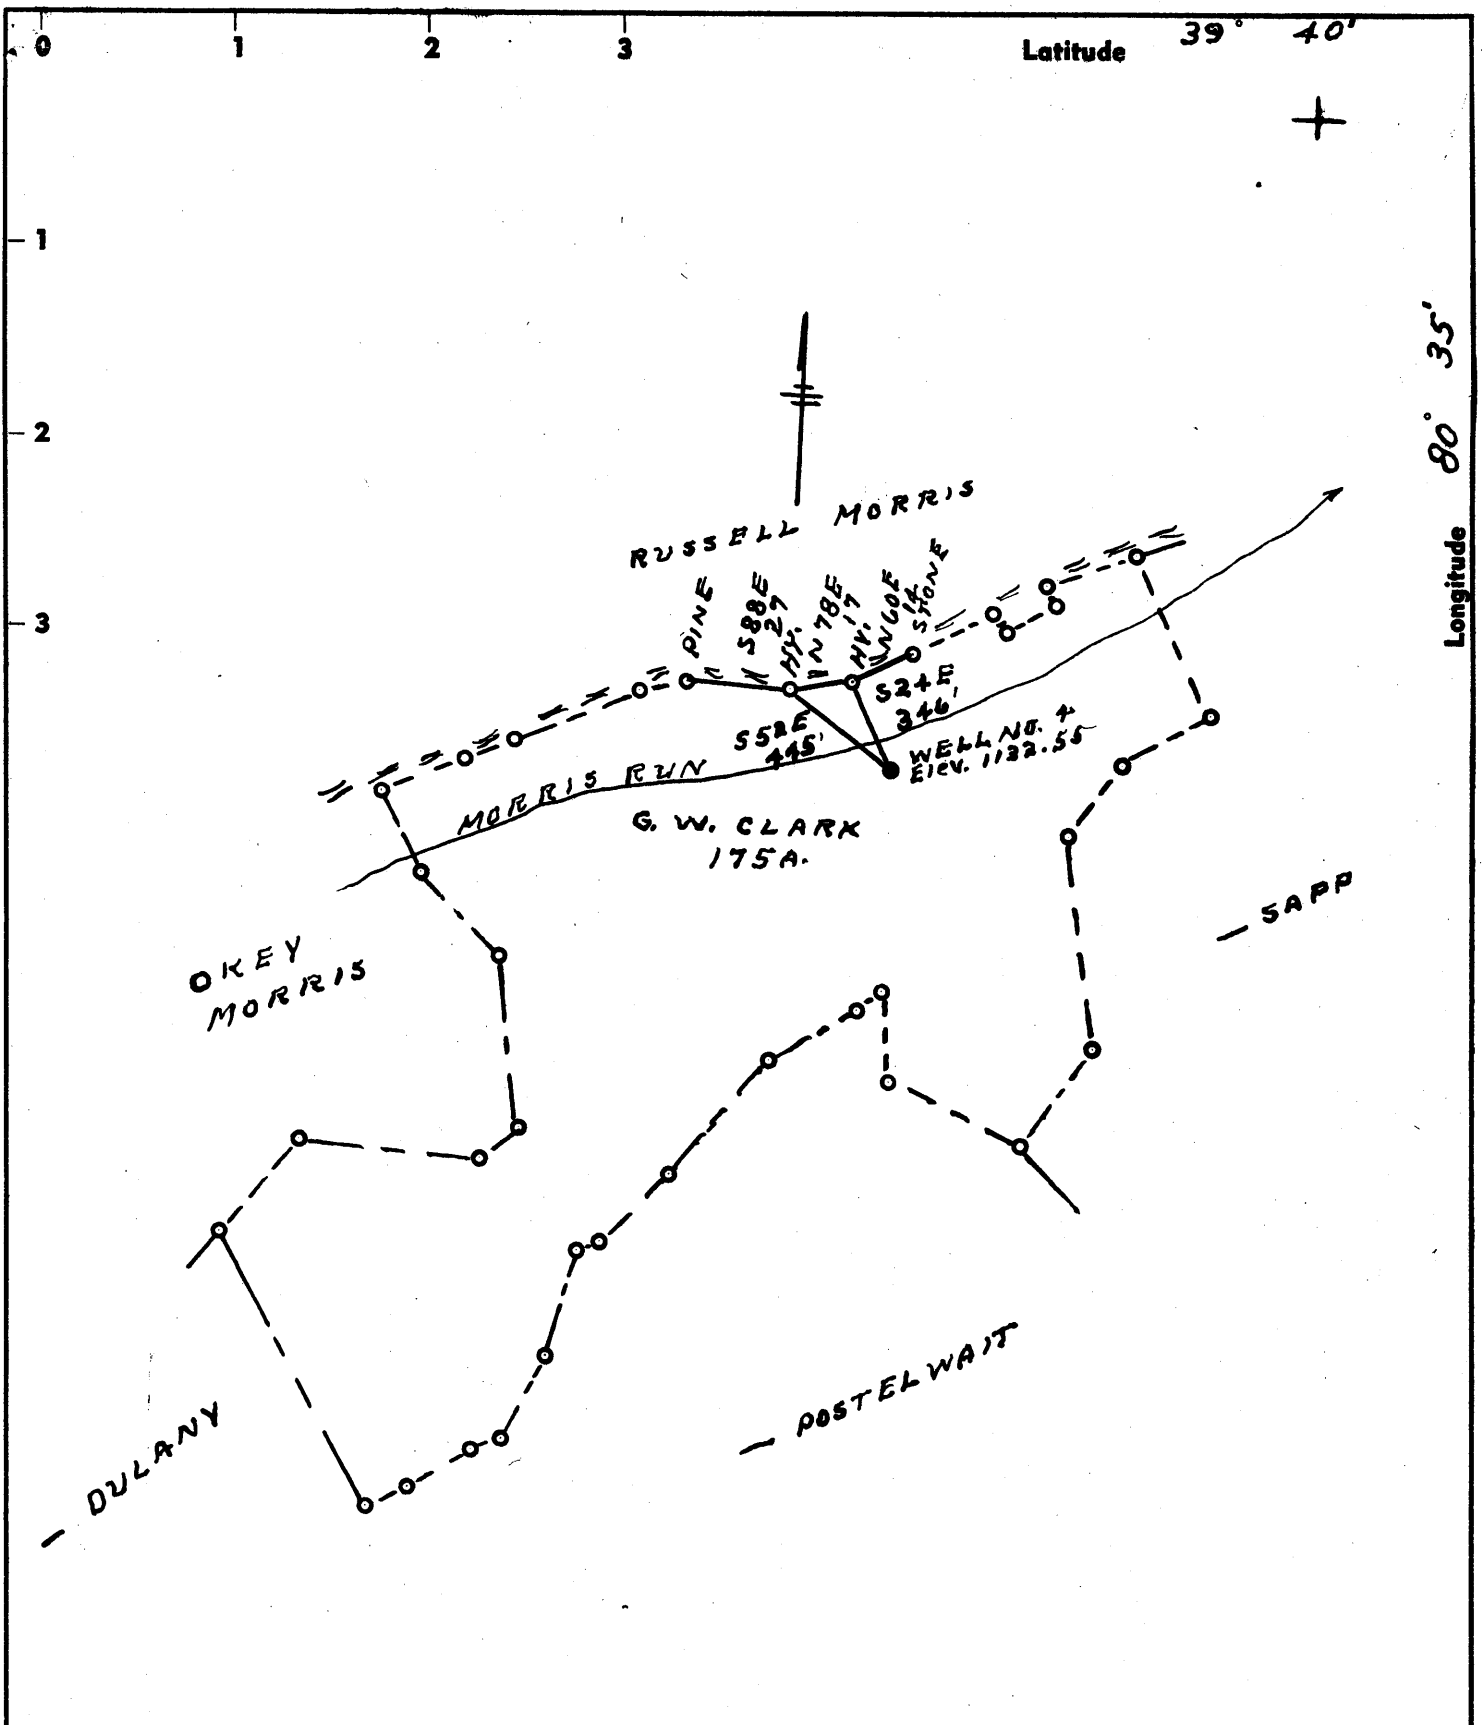 0 1 2 3 Latitude 39° 40'
1
2
3
80° 35'
Longitude
RUSSELL MORRIS
PINE
S88E
27
HY.
N78E
17
HY.
N60E
14
STONE
S24E
346'
S52E
445'
WELL NO. 4
Elev. 1132.55
MORRIS RUN
G. W. CLARK
175A.
SAPP
OKEY
MORRIS
POSTELWAIT
DULANY